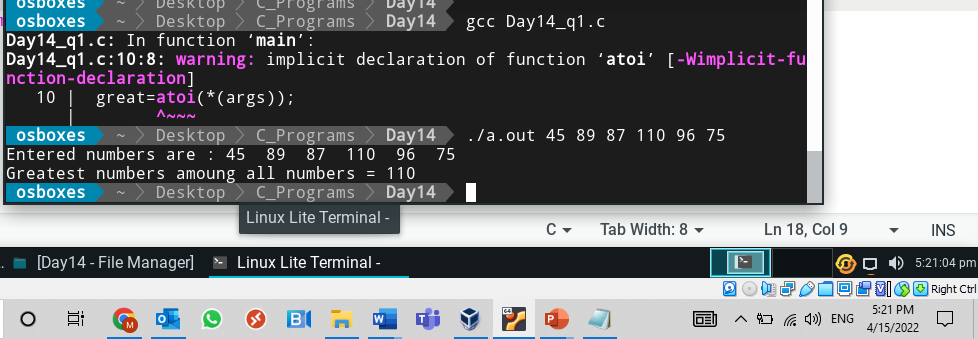 osboxes ~ Desktop C_Programs Day14
osboxes ~ Desktop C_Programs Day14 gcc Day14_q1.c
Day14_q1.c: In function ‘main’:
Day14_q1.c:10:8: warning: implicit declaration of function ‘atoi’ [-Wimplicit-fu
nction-declaration]
10 | great=atoi(*(args));
| ^~~~
osboxes ~ Desktop C_Programs Day14 ./a.out 45 89 87 110 96 75
Entered numbers are : 45 89 87 110 96 75
Greatest numbers amoung all numbers = 110
osboxes ~ Desktop C_Programs Day14
Linux Lite Terminal -
C Tab Width: 8 Ln 18, Col 9 INS
[Day14 - File Manager] Linux Lite Terminal - 5:21:04 pm
Right Ctrl
ENG 5:21 PM
4/15/2022